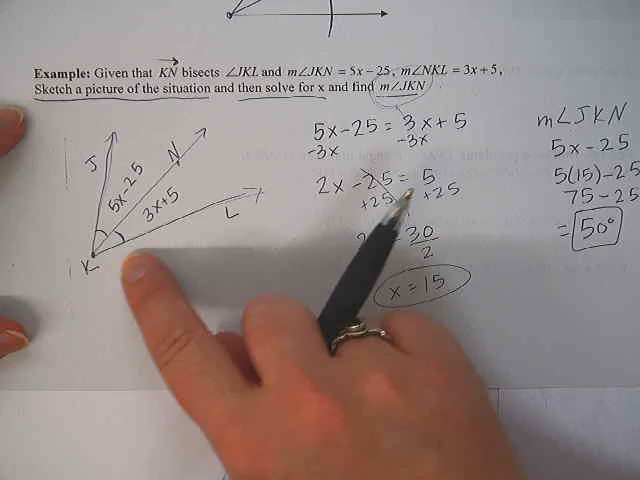 Example: Given that KN bisects ∠JKL and m∠JKN = 5x – 25, m∠NKL = 3x + 5,
Sketch a picture of the situation and then solve for x and find m∠JKN
J
5x-25
N
3x+5
L
K
5x-25 = 3x+5
-3x -3x
2x -25 = 5
+25 +25
30
2
x = 15
m∠JKN
5x-25
5(15)-25
75-25
= 50°